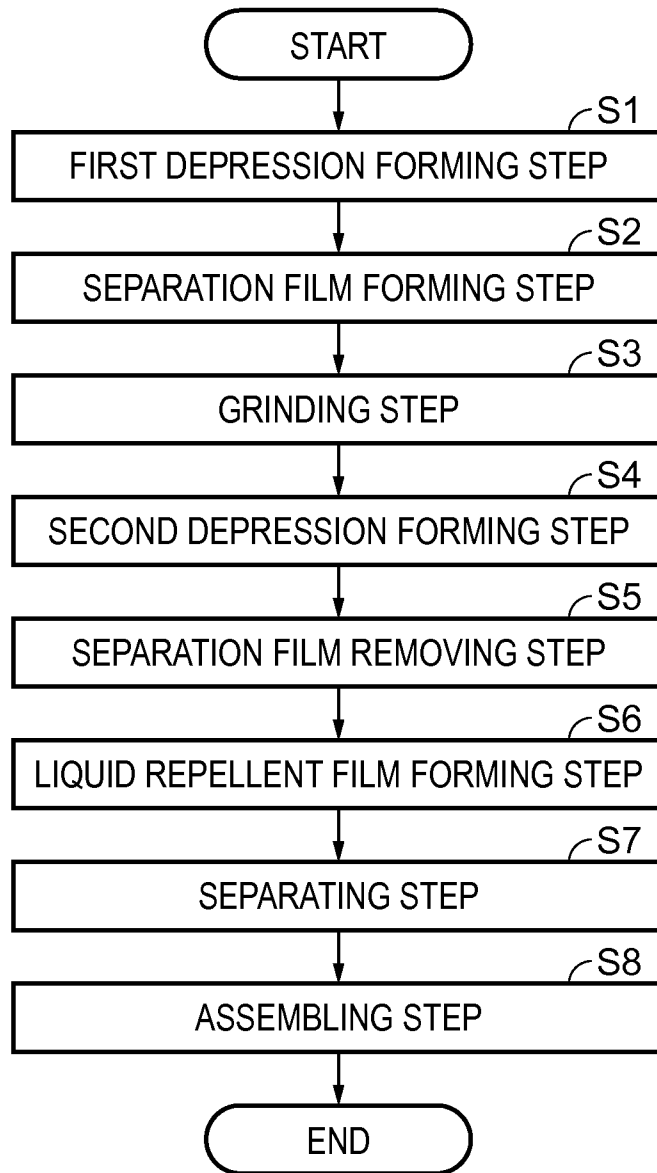 START
S1
FIRST DEPRESSION FORMING STEP
S2
SEPARATION FILM FORMING STEP
S3
GRINDING STEP
S4
SECOND DEPRESSION FORMING STEP
S5
SEPARATION FILM REMOVING STEP
S6
LIQUID REPELLENT FILM FORMING STEP
S7
SEPARATING STEP
S8
ASSEMBLING STEP
END